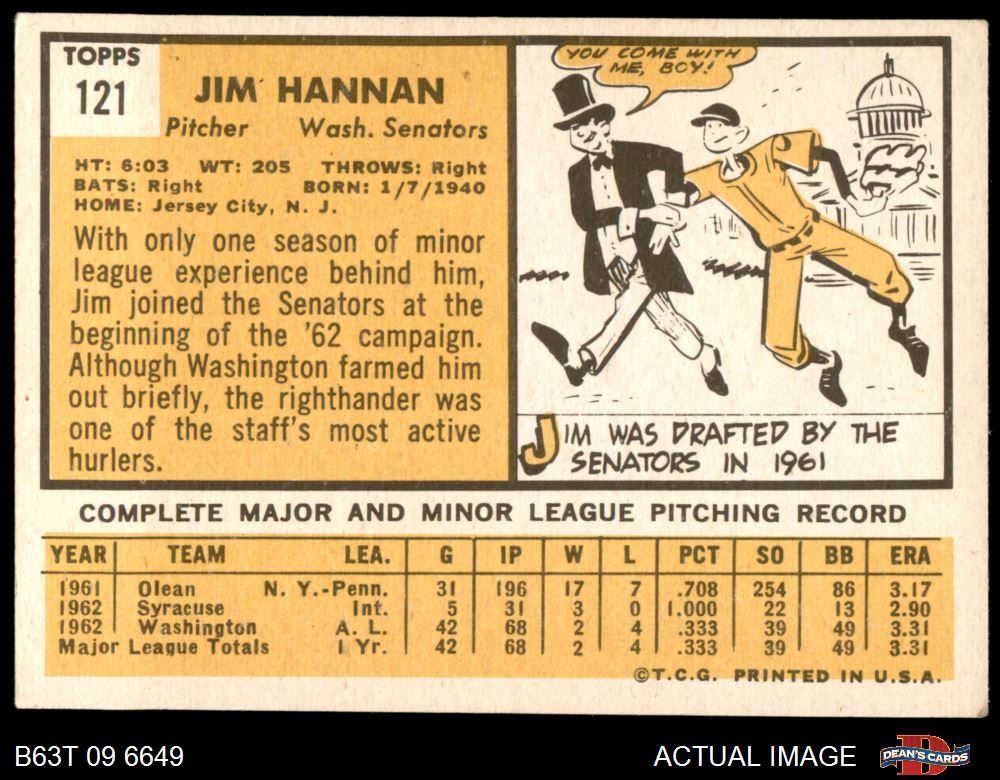 TOPPS
121
JIM HANNAN
Pitcher Wash. Senators
HT: 6:03 WT: 205 THROWS: Right
BATS: Right BORN: 1/7/1940
HOME: Jersey City, N. J.
With only one season of minor
league experience behind him,
Jim joined the Senators at the
beginning of the '62 campaign.
Although Washington farmed him
out briefly, the righthander was
one of the staff's most active
hurlers.
YOU COME WITH
ME, BOY!
JIM WAS DRAFTED BY THE
SENATORS IN 1961
COMPLETE MAJOR AND MINOR LEAGUE PITCHING RECORD
YEAR TEAM LEA. G IP W L PCT SO BB ERA
1961 Olean N. Y.-Penn. 31 196 17 7 .708 254 86 3.17
1962 Syracuse Int. 5 31 3 0 1.000 22 13 2.90
1962 Washington A. L. 42 68 2 4 .333 39 49 3.31
Major League Totals 1 Yr. 42 68 2 4 .333 39 49 3.31
©T.C.G. PRINTED IN U.S.A.
B63T 09 6649 ACTUAL IMAGE DEAN'S CARDS